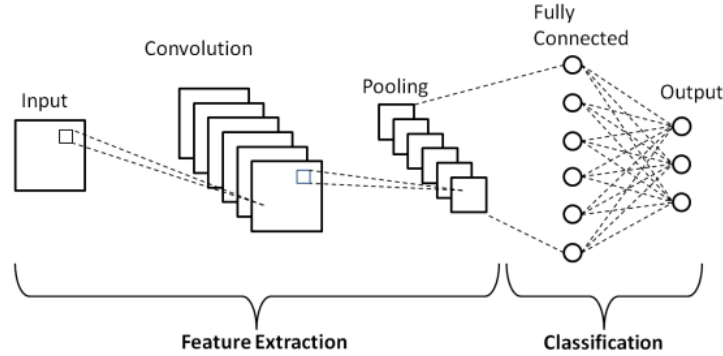 Input
Convolution
Pooling
Fully
Connected
Output
Feature Extraction
Classification